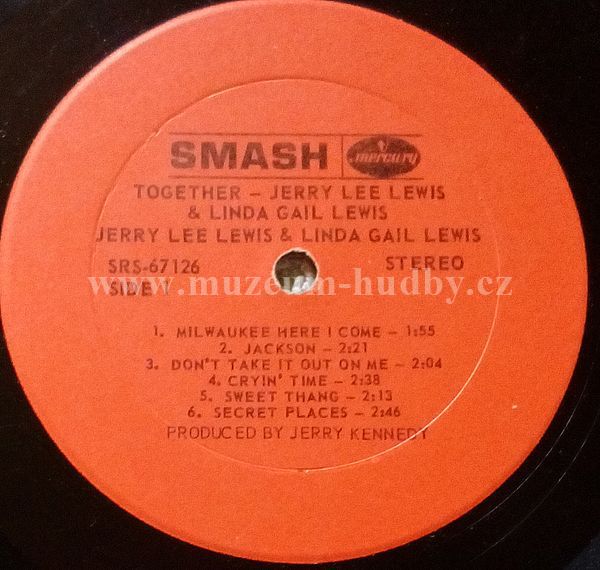 SMASH mercury
TOGETHER – JERRY LEE LEWIS
& LINDA GAIL LEWIS
JERRY LEE LEWIS & LINDA GAIL LEWIS
SRS-67126 STEREO
www.muzeum-hudby.cz
SIDE 1
1. MILWAUKEE HERE I COME – 1:55
2. JACKSON – 2:21
3. DON'T TAKE IT OUT ON ME – 2:04
4. CRYIN' TIME – 2:38
5. SWEET THANG – 2:13
6. SECRET PLACES – 2:46
PRODUCED BY JERRY KENNEDY